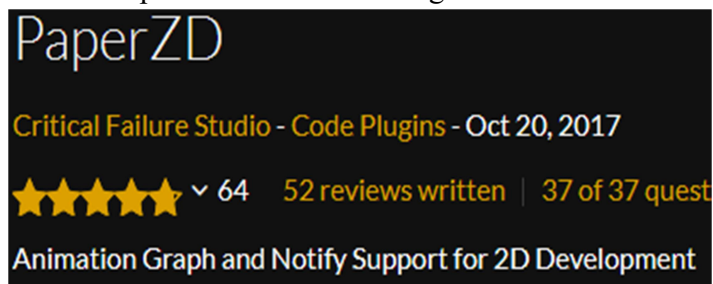 PaperZD
Critical Failure Studio - Code Plugins - Oct 20, 2017
64 52 reviews written | 37 of 37 quest
Animation Graph and Notify Support for 2D Development